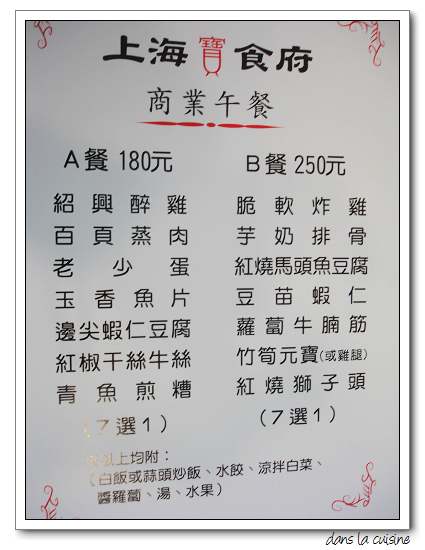 上海寶食府
商業午餐
A餐 180元
紹興醉雞
百頁蒸肉
老少蛋
玉香魚片
邊尖蝦仁豆腐
紅椒干絲牛絲
青魚煎糟
(7選1)
B餐 250元
脆軟炸雞
芋奶排骨
紅燒馬頭魚豆腐
豆苗蝦仁
蘿蔔牛腩筋
竹筍元寶(或雞腿)
紅燒獅子頭
(7選1)
以上均附：
(白飯或蒜頭炒飯、水餃、涼拌白菜、
醬羅蔔、湯、水果)
dans la cuisine